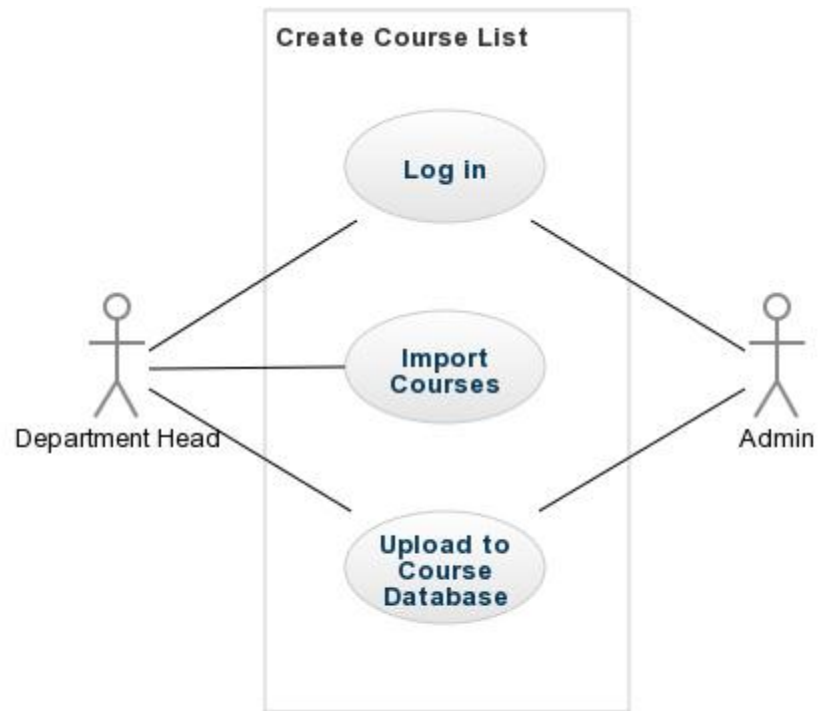 Create Course List
Log in
Import
Courses
Department Head
Admin
Upload to
Course
Database